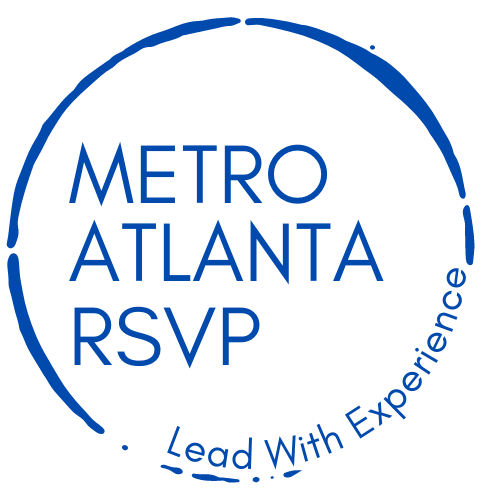 METRO
ATLANTA
RSVP
Lead With Experience